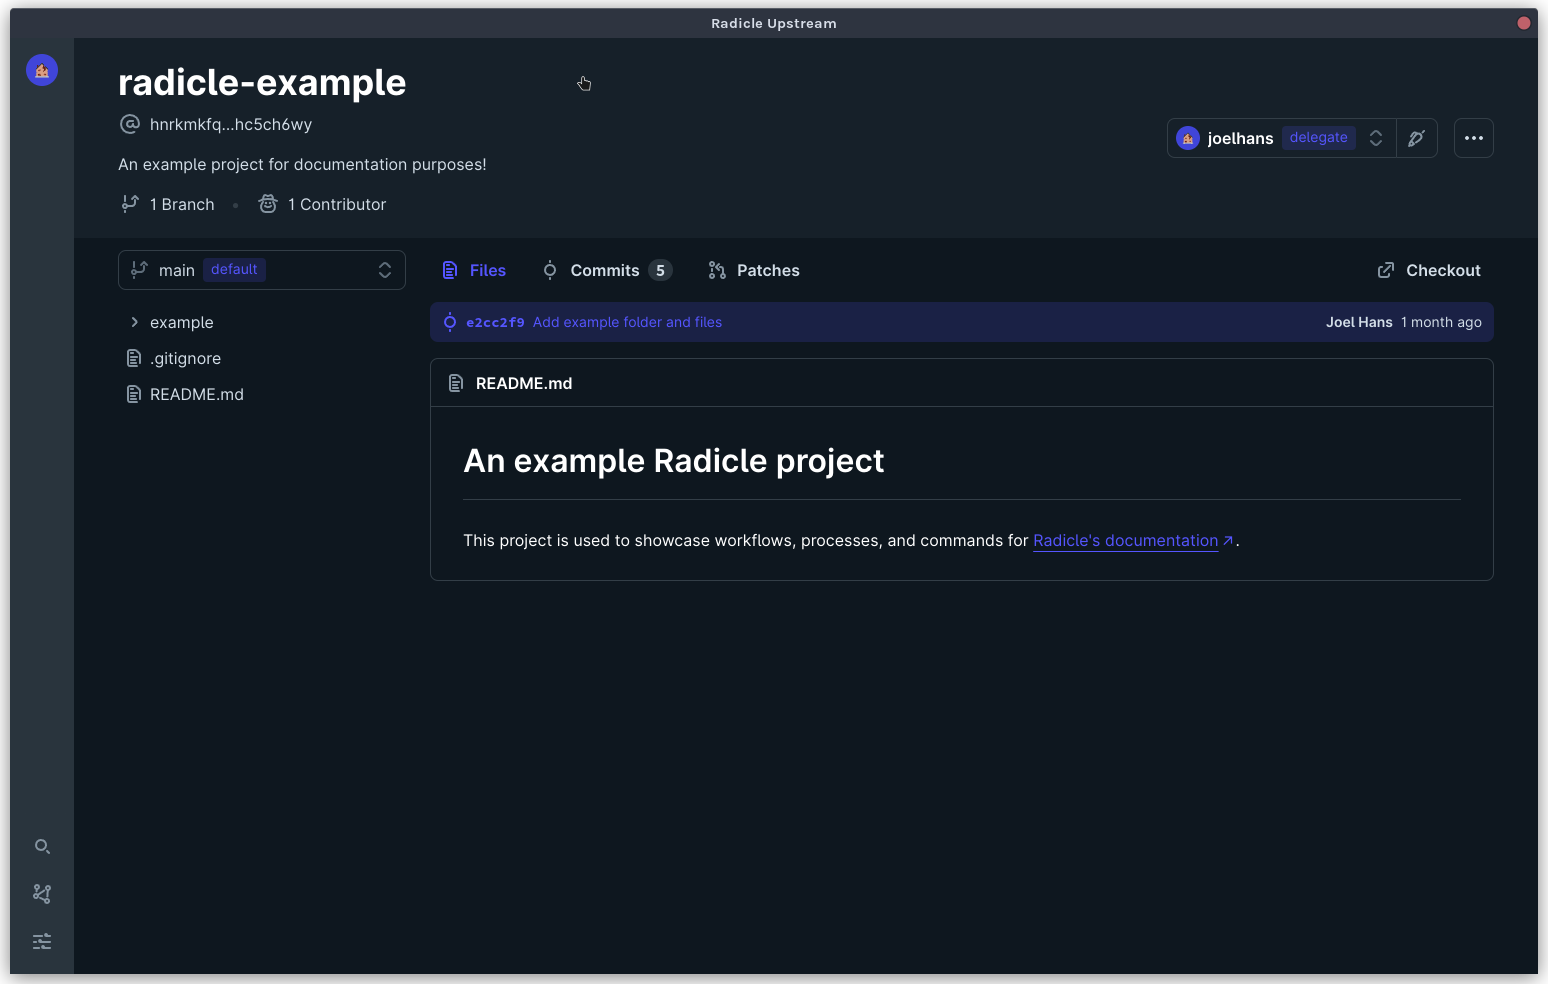 Radicle Upstream
radicle-example
hnrkmkfq...hc5ch6wy
An example project for documentation purposes!
1 Branch • 1 Contributor
joelhans delegate
main default
example
.gitignore
README.md
Files Commits 5 Patches Checkout
e2cc2f9 Add example folder and files Joel Hans 1 month ago
README.md
An example Radicle project
This project is used to showcase workflows, processes, and commands for Radicle's documentation ↗.